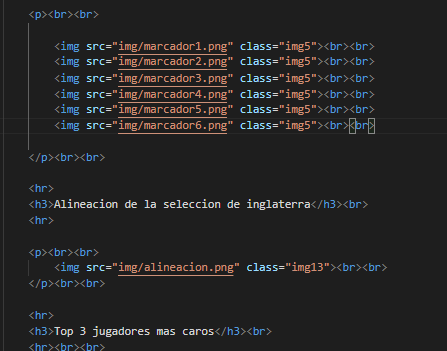 <p><br><br>
<img src="img/marcador1.png" class="img5"><br><br>
<img src="img/marcador2.png" class="img5"><br><br>
<img src="img/marcador3.png" class="img5"><br><br>
<img src="img/marcador4.png" class="img5"><br><br>
<img src="img/marcador5.png" class="img5"><br><br>
<img src="img/marcador6.png" class="img5"><br><br>
</p><br><br>
<hr>
<h3>Alineacion de la seleccion de inglaterra</h3><br>
<hr>
<p><br><br>
<img src="img/alineacion.png" class="img13"><br><br>
</p><br><br>
<hr>
<h3>Top 3 jugadores mas caros</h3><br>
<hr><br><br>